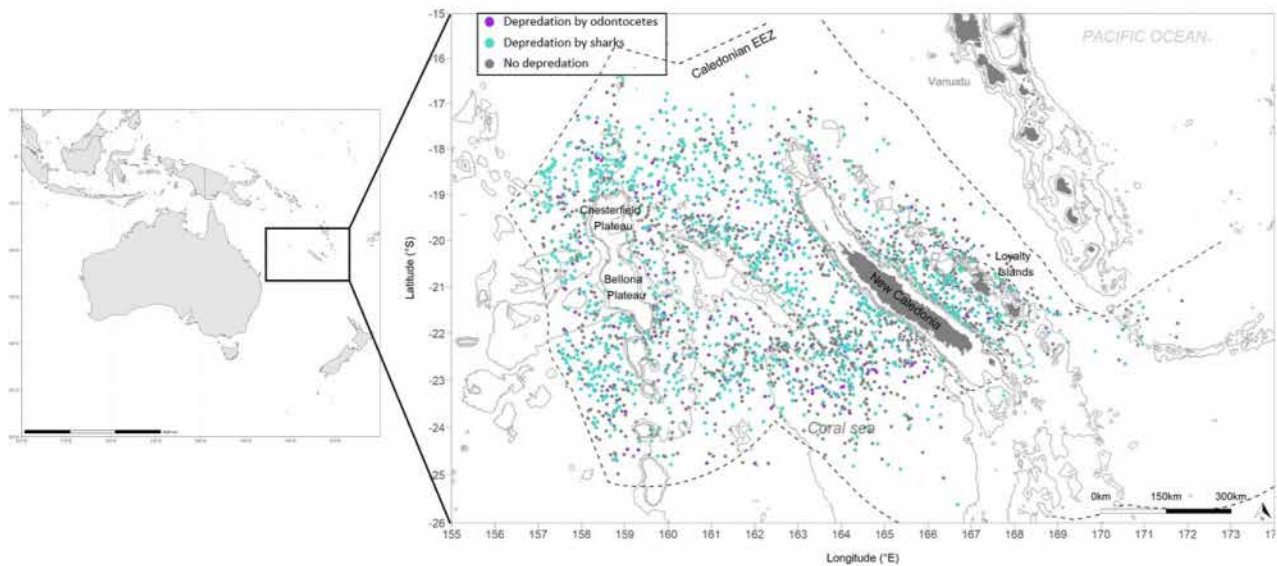 Depredation by odontocetes
Depredation by sharks
No depredation
Caledonian EEZ
PACIFIC OCEAN
Vanuatu
Chesterfield
Plateau
Bellona
Plateau
Loyalty
Islands
New Caledonia
Coral sea
0km 150km 300km
Latitude (°S)
-15
-16
-17
-18
-19
-20
-21
-22
-23
-24
-25
-26
155 156 157 158 159 160 161 162 163 164 165 166 167 168 169 170 171 172 173
Longitude (°E)